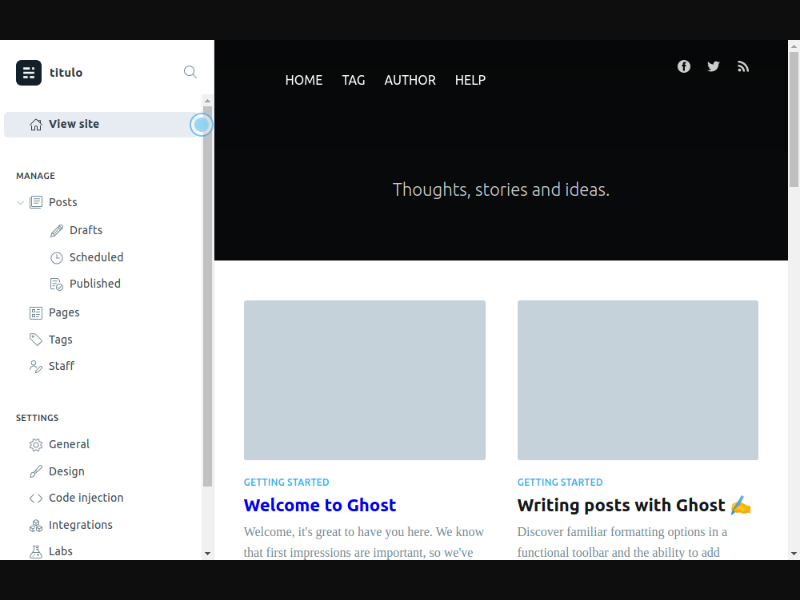 titulo
View site
MANAGE
Posts
Drafts
Scheduled
Published
Pages
Tags
Staff
SETTINGS
General
Design
Code injection
Integrations
Labs
HOME TAG AUTHOR HELP
Thoughts, stories and ideas.
GETTING STARTED
Welcome to Ghost
Welcome, it's great to have you here. We know
that first impressions are important, so we've
GETTING STARTED
Writing posts with Ghost ✍️
Discover familiar formatting options in a
functional toolbar and the ability to add